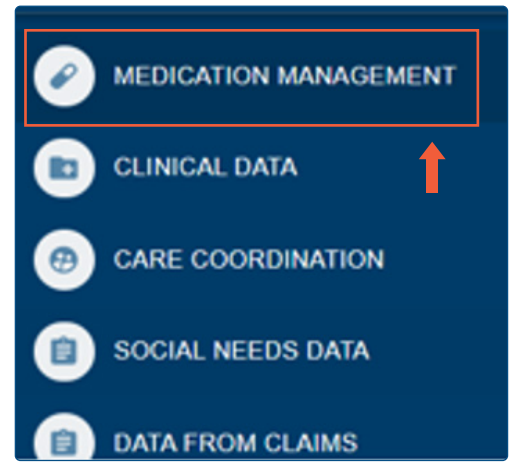 MEDICATION MANAGEMENT
CLINICAL DATA
CARE COORDINATION
SOCIAL NEEDS DATA
DATA FROM CLAIMS